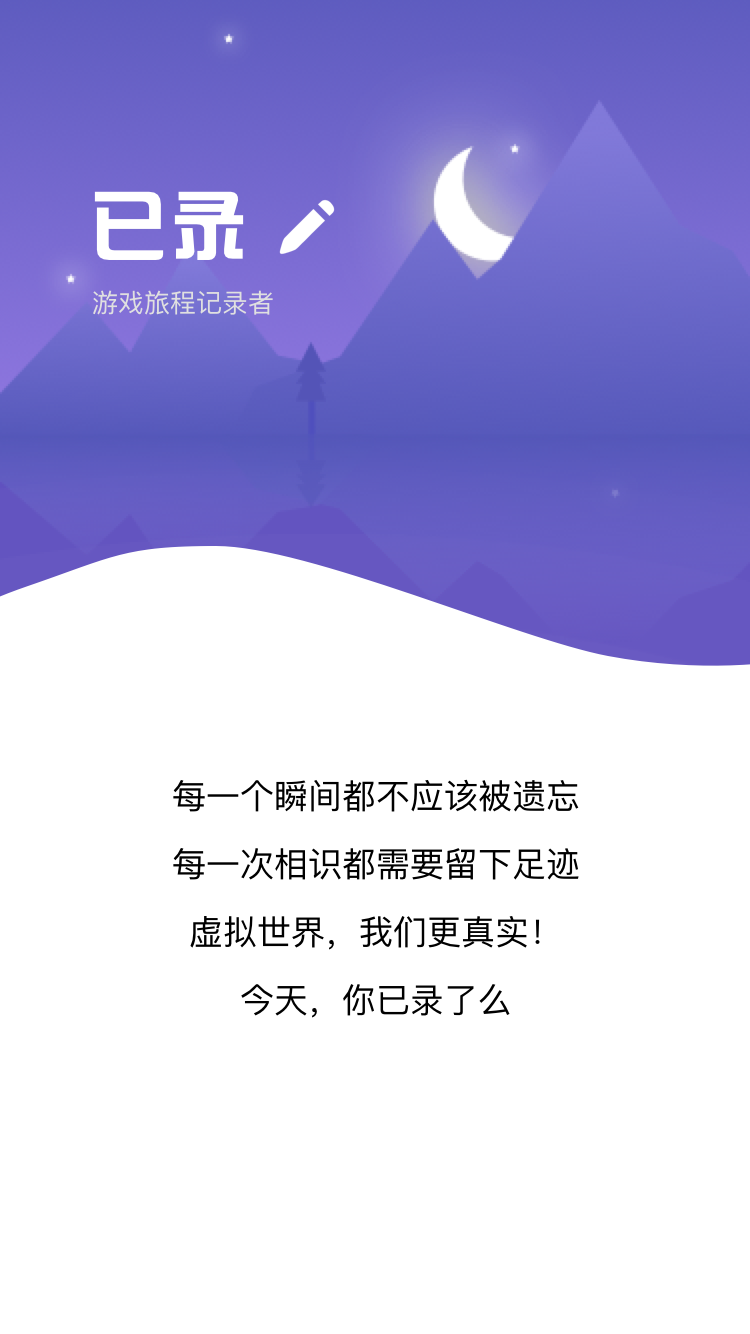 已录
游戏旅程记录者
每一个瞬间都不应该被遗忘
每一次相识都需要留下足迹
虚拟世界，我们更真实！
今天，你已录了么